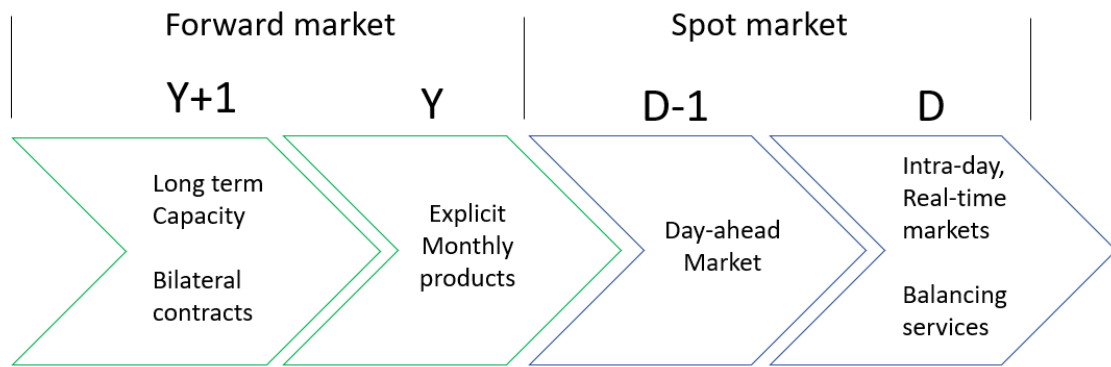 Forward market
Spot market
Y+1
Y
D-1
D
Long term
Capacity
Bilateral
contracts
Explicit
Monthly
products
Day-ahead
Market
Intra-day,
Real-time
markets
Balancing
services